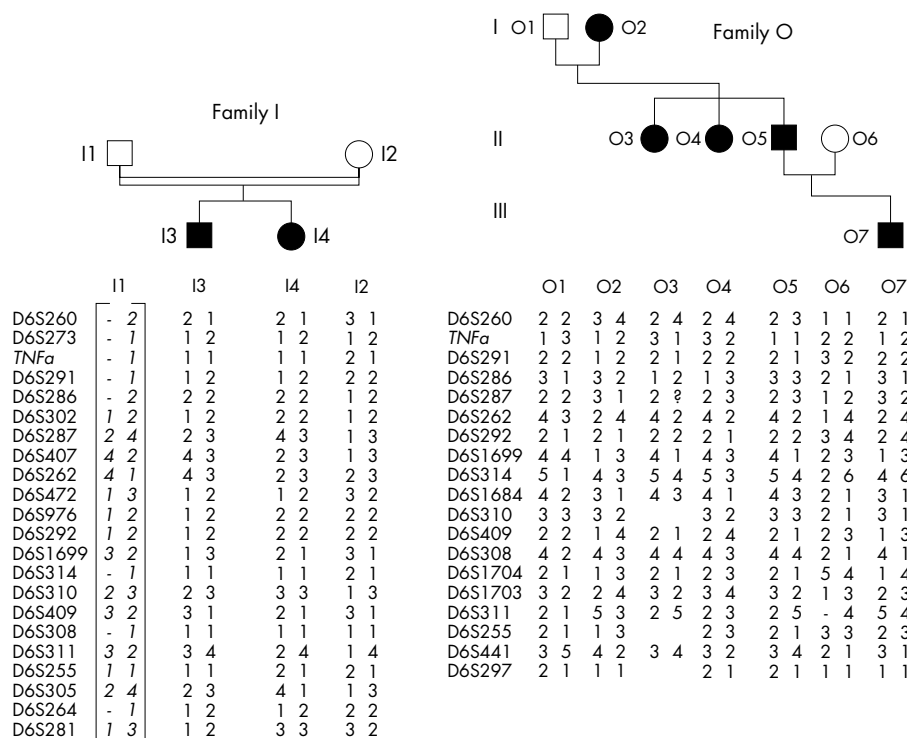 Family I
I1 I2
I3 I4
I1 I3 I4 I2
D6S260 - 2 2 1 2 1 3 1
D6S273 - 1 1 2 1 2 1 2
TNFa - 1 1 1 1 1 2 1
D6S291 - 1 1 2 1 2 2 2
D6S286 - 2 2 2 2 2 1 2
D6S302 1 2 1 2 2 2 1 2
D6S287 2 4 2 3 4 3 1 3
D6S407 4 2 4 3 2 3 1 3
D6S262 4 1 4 3 2 3 2 3
D6S472 1 3 1 2 1 2 3 2
D6S976 1 2 1 2 2 2 2 2
D6S292 1 2 1 2 2 2 2 2
D6S1699 3 2 1 3 2 1 3 1
D6S314 - 1 1 1 1 1 2 1
D6S310 2 3 2 3 3 3 1 3
D6S409 3 2 3 1 2 1 3 1
D6S308 - 1 1 1 1 1 1 1
D6S311 3 2 3 4 2 4 1 4
D6S255 1 1 1 1 2 1 2 1
D6S305 2 4 2 3 4 1 1 3
D6S264 - 1 1 2 1 2 2 2
D6S281 1 3 1 2 3 3 3 2
Family O
I O1 O2
II O3 O4 O5 O6
III
O7
O1 O2 O3 O4 O5 O6 O7
D6S260 2 2 3 4 2 4 2 4 2 3 1 1 2 1
TNFa 1 3 1 2 3 1 3 2 1 1 2 2 1 2
D6S291 2 2 1 2 2 1 2 2 2 1 3 2 2 2
D6S286 3 1 3 2 1 2 1 3 3 3 2 1 3 1
D6S287 2 2 3 1 2 ? 2 3 2 3 1 2 3 2
D6S262 4 3 2 4 4 2 4 2 4 2 1 4 2 4
D6S292 2 1 2 1 2 2 2 1 2 2 3 4 2 4
D6S1699 4 4 1 3 4 1 4 3 4 1 2 3 1 3
D6S314 5 1 4 3 5 4 5 3 5 4 2 6 4 6
D6S1684 4 2 3 1 4 3 4 1 4 3 2 1 3 1
D6S310 3 3 3 2 3 2 3 3 2 1 3 1
D6S409 2 2 1 4 2 1 2 4 2 1 2 3 1 3
D6S308 4 2 4 3 4 4 4 3 4 4 2 1 4 1
D6S1704 2 1 1 3 2 1 2 3 2 1 5 4 1 4
D6S1703 3 2 2 4 3 2 3 4 3 2 1 3 2 3
D6S311 2 1 5 3 2 5 2 3 2 5 - 4 5 4
D6S255 2 1 1 3 2 3 2 1 3 3 2 3
D6S441 3 5 4 2 3 4 3 2 3 4 2 1 3 1
D6S297 2 1 1 1 2 1 2 1 1 1 1 1